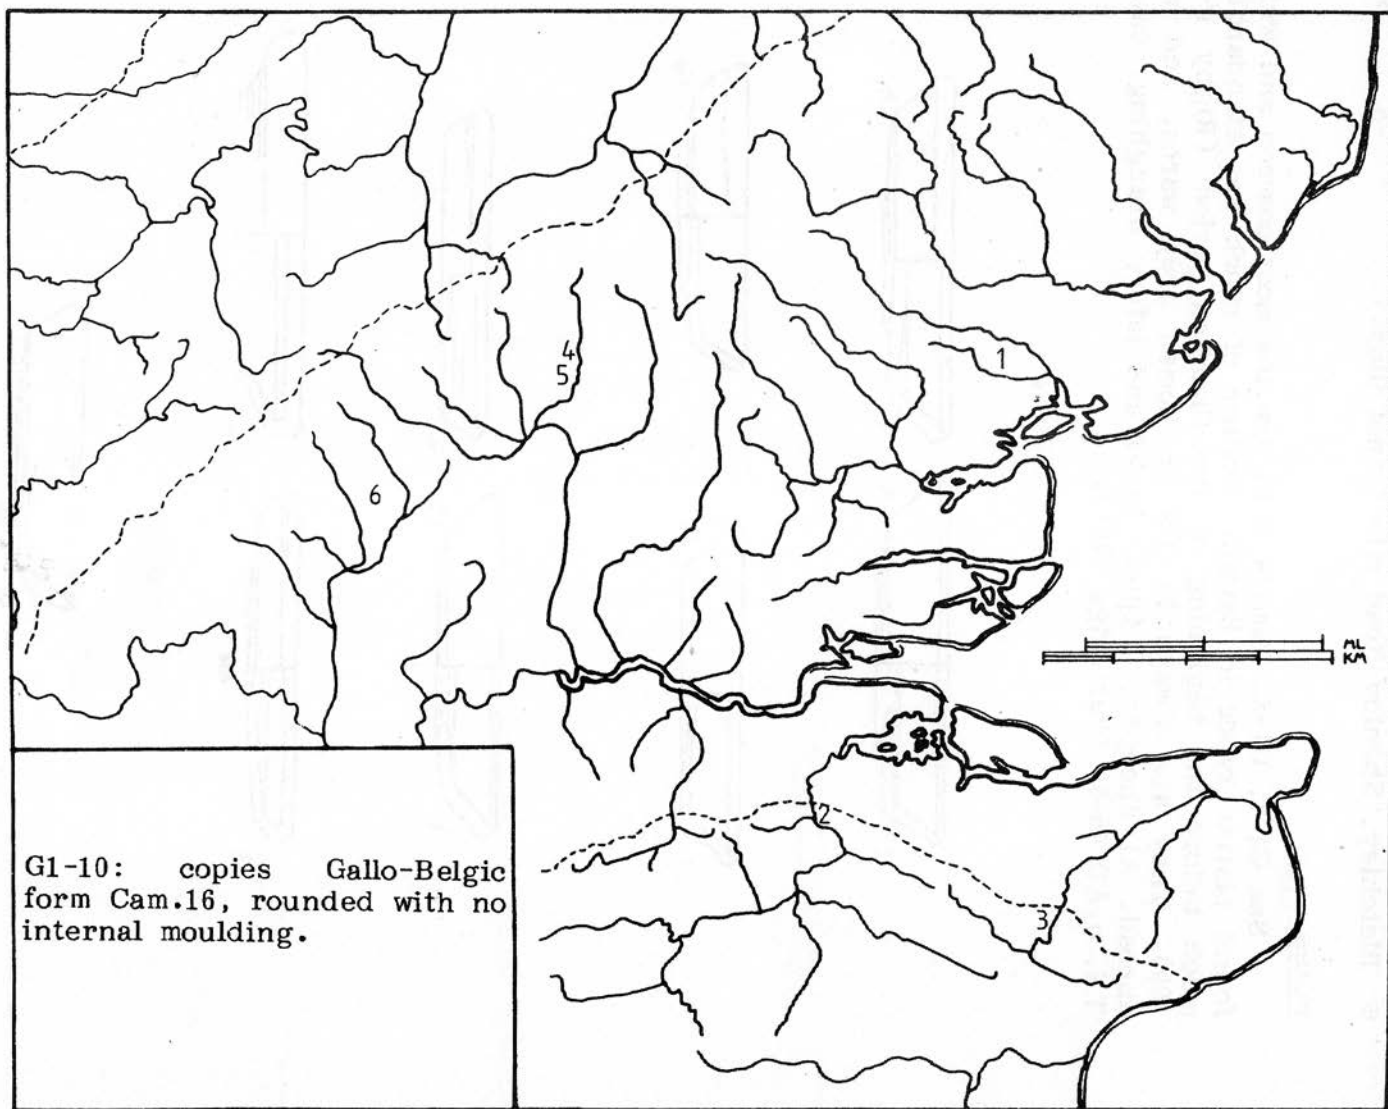 4
5
1
6
ML
KM
2
3
G1-10: copies Gallo-Belgic
form Cam.16, rounded with no
internal moulding.